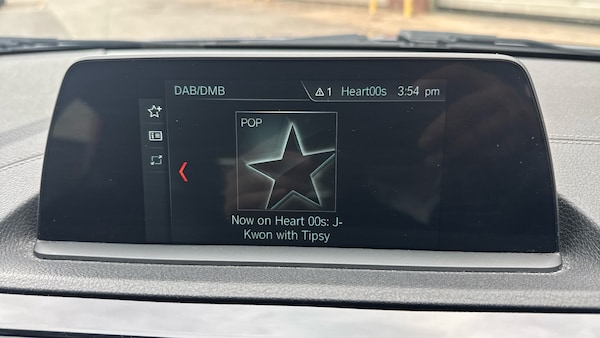 DAB/DMB
1 Heart00s 3:54 pm
POP
Now on Heart 00s: J-
Kwon with Tipsy